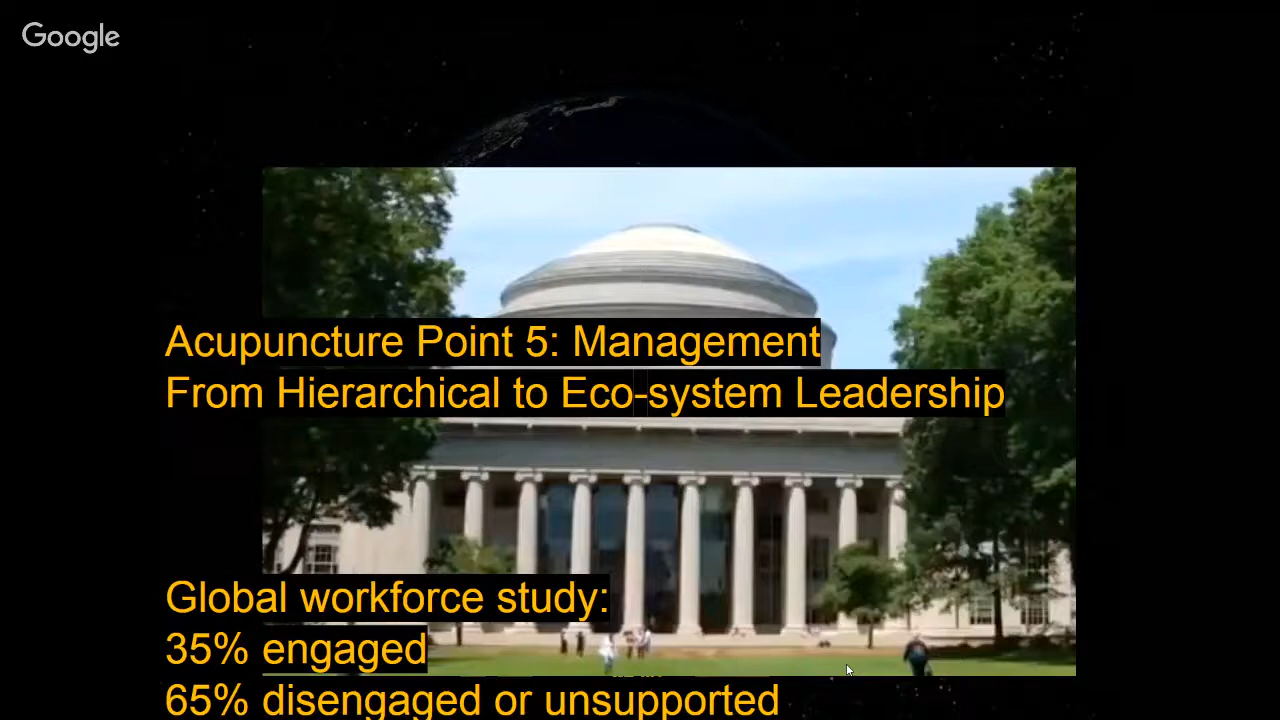 Google
Acupuncture Point 5: Management
From Hierarchical to Eco-system Leadership
Global workforce study:
35% engaged
65% disengaged or unsupported